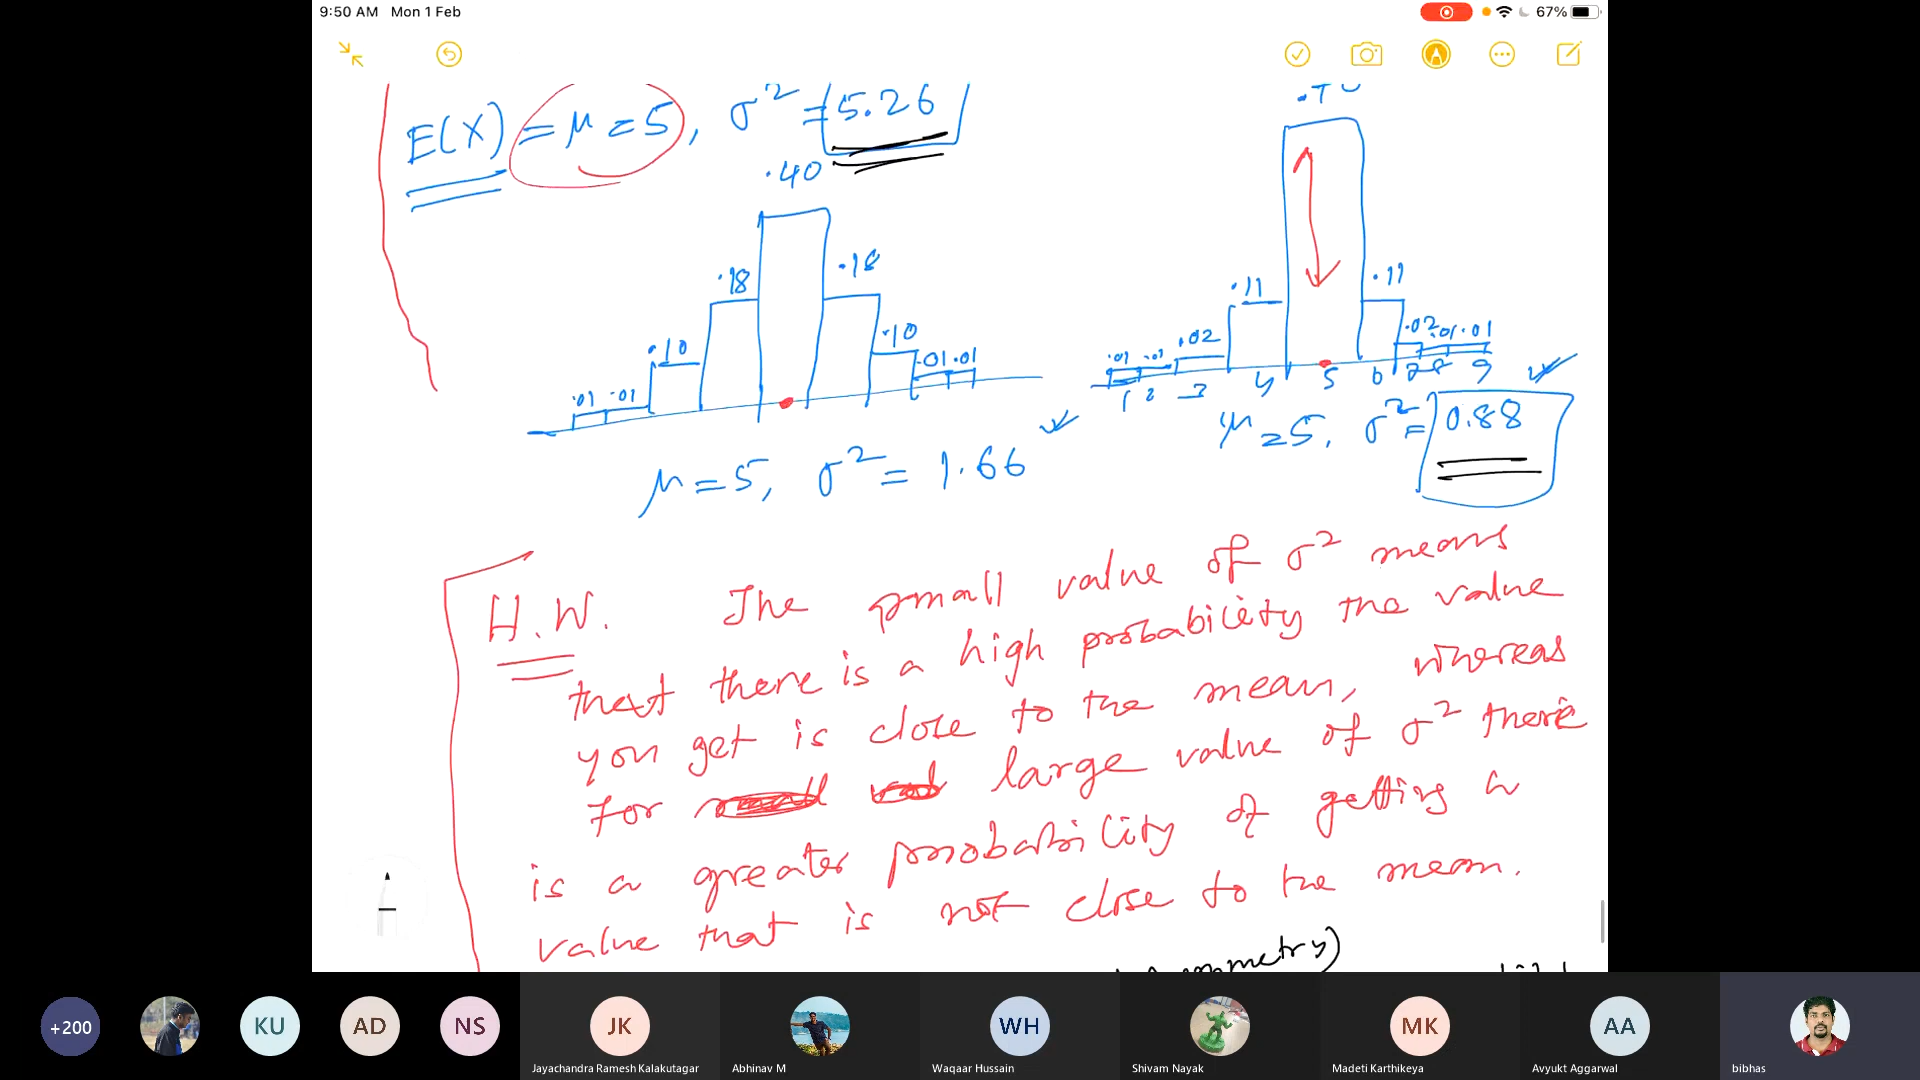 9:50 AM Mon 1 Feb
67%
E(X) = μ = 5, σ² = 5.26
.40
.18 .18
.10 .10
.01 .01 .01 .01
μ = 5, σ² = 1.66
.11 .11
.02 .02
.01 .01 .01 .01
1 2 3 4 5 6 7 8 9
μ = 5, σ² = 0.88
H.W. The small value of σ² means
that there is a high probability the value
you get is close to the mean, whereas
For large value of σ² there
is a greater probability of getting a
value that is not close to the mean.
+200
KU
AD
NS
JK
WH
MK
AA
Jayachandra Ramesh Kalakutagar
Abhinav M
Waqaar Hussain
Shivam Nayak
Madeti Karthikeya
Avyukt Aggarwal
bibhas